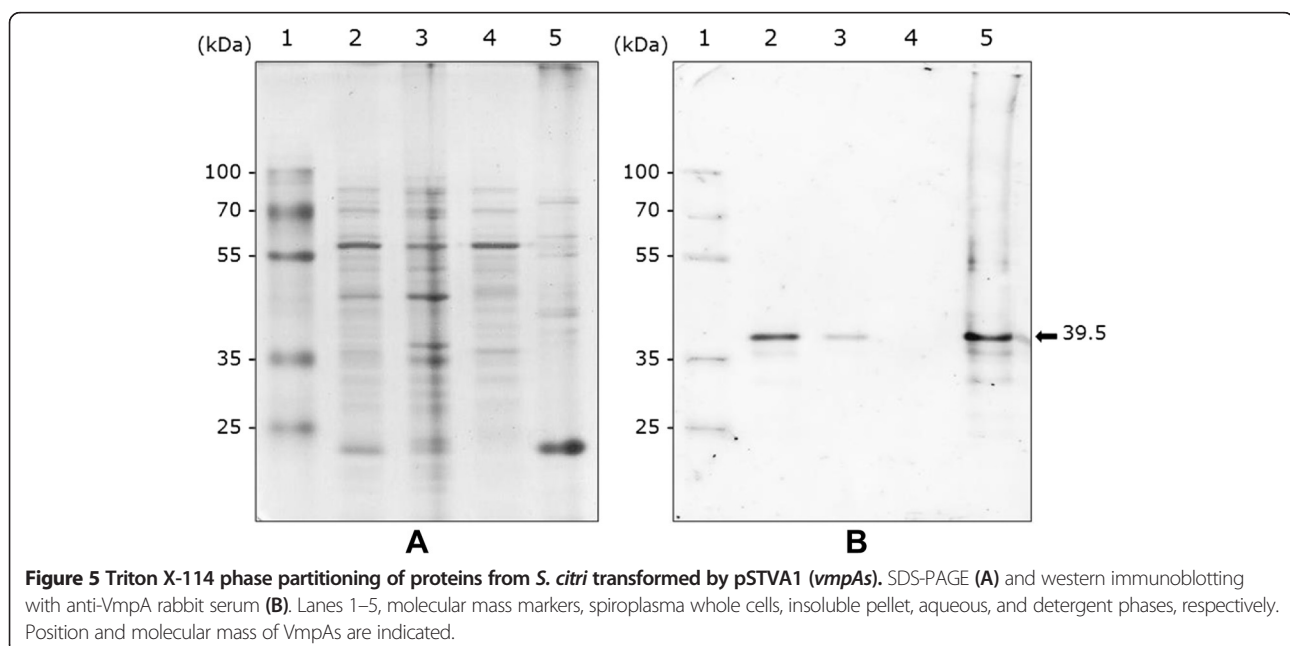 (kDa) 1 2 3 4 5 (kDa) 1 2 3 4 5
100 - 100 -
70 - 70 -
55 - 55 -
39.5
35 - 35 -
25 - 25 -
A B
Figure 5 Triton X-114 phase partitioning of proteins from S. citri transformed by pSTVA1 (vmpAs). SDS-PAGE (A) and western immunoblotting
with anti-VmpA rabbit serum (B). Lanes 1–5, molecular mass markers, spiroplasma whole cells, insoluble pellet, aqueous, and detergent phases, respectively.
Position and molecular mass of VmpAs are indicated.